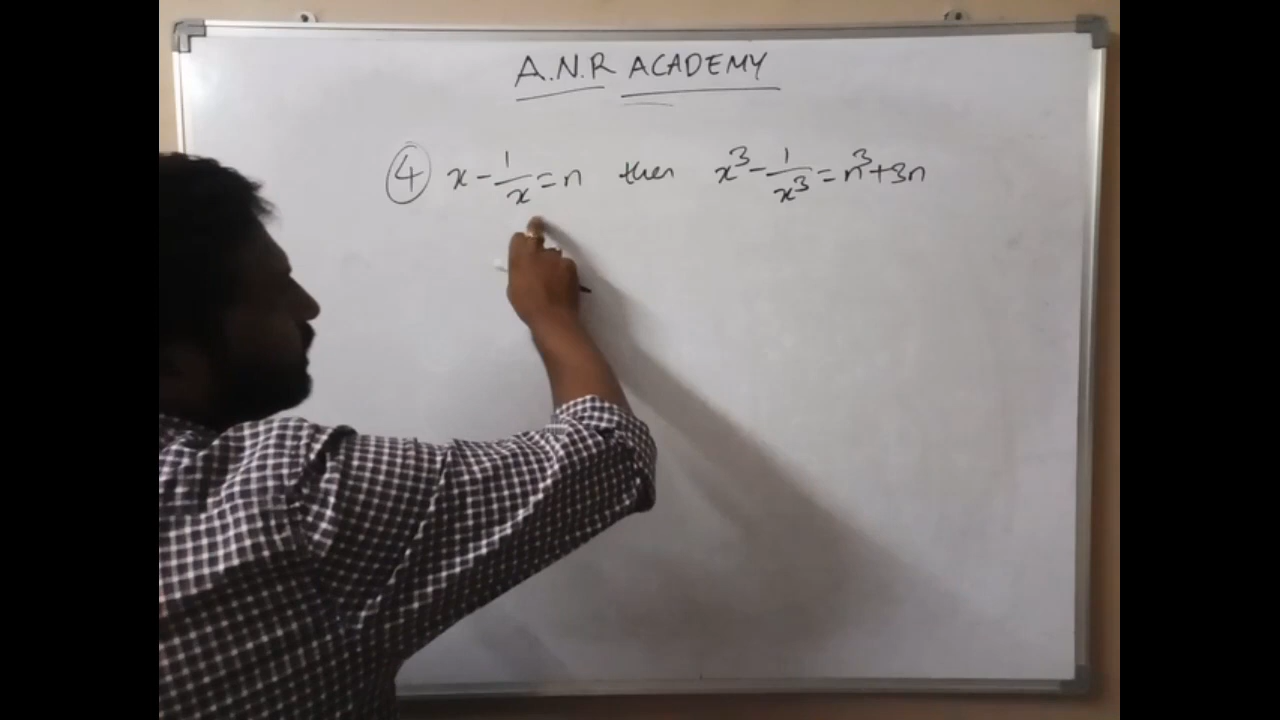 A.N.R ACADEMY
④ x - 1/x = n then x³ - 1/x³ = n³+3n